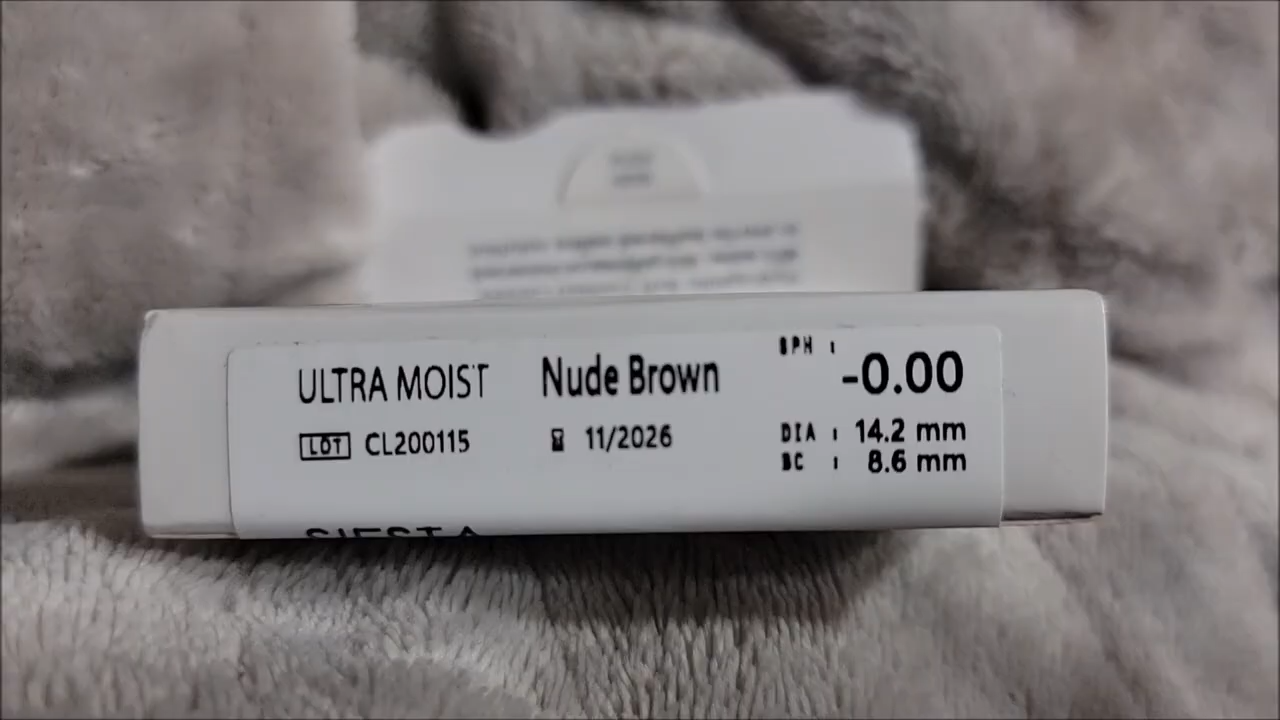 ULTRA MOIST Nude Brown SPH : -0.00
LOT CL200115 11/2026 DIA : 14.2 mm
BC : 8.6 mm
SIESTA